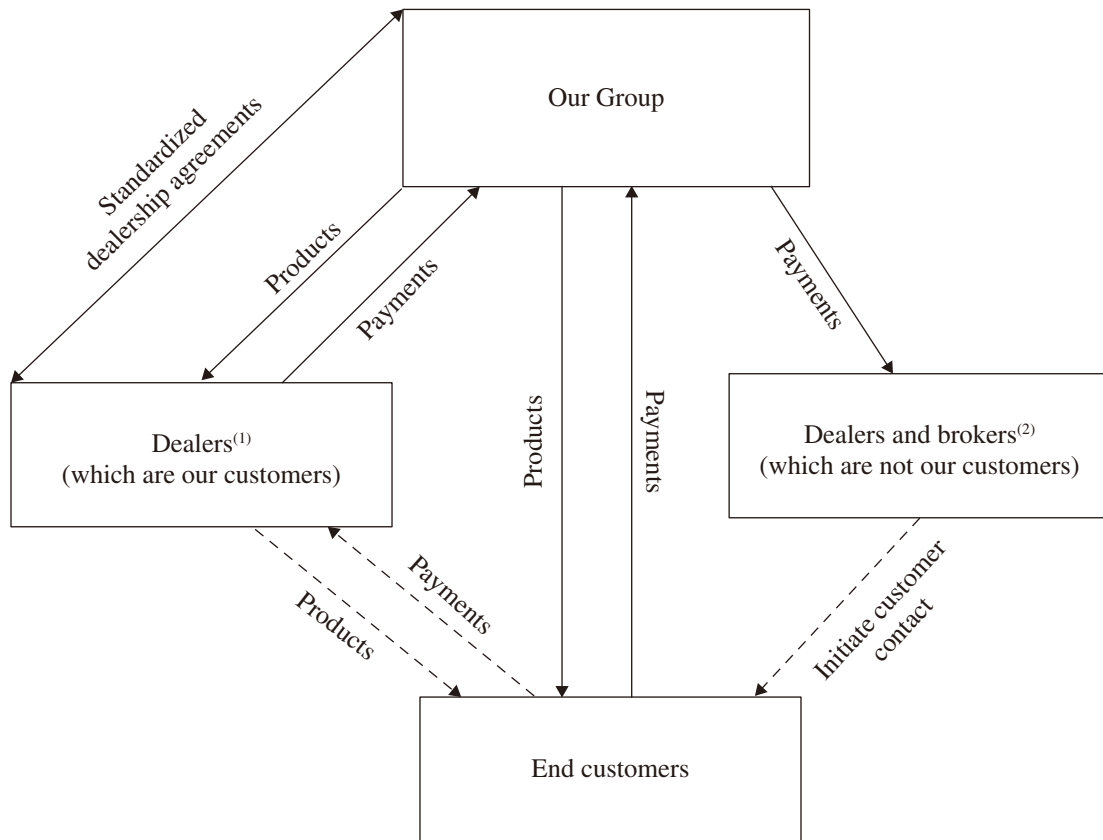 Our Group
Standardized
dealership agreements
Products
Payments
Payments
Products
Payments
Dealers(1)
(which are our customers)
Dealers and brokers(2)
(which are not our customers)
Products
Payments
Initiate customer
contact
End customers